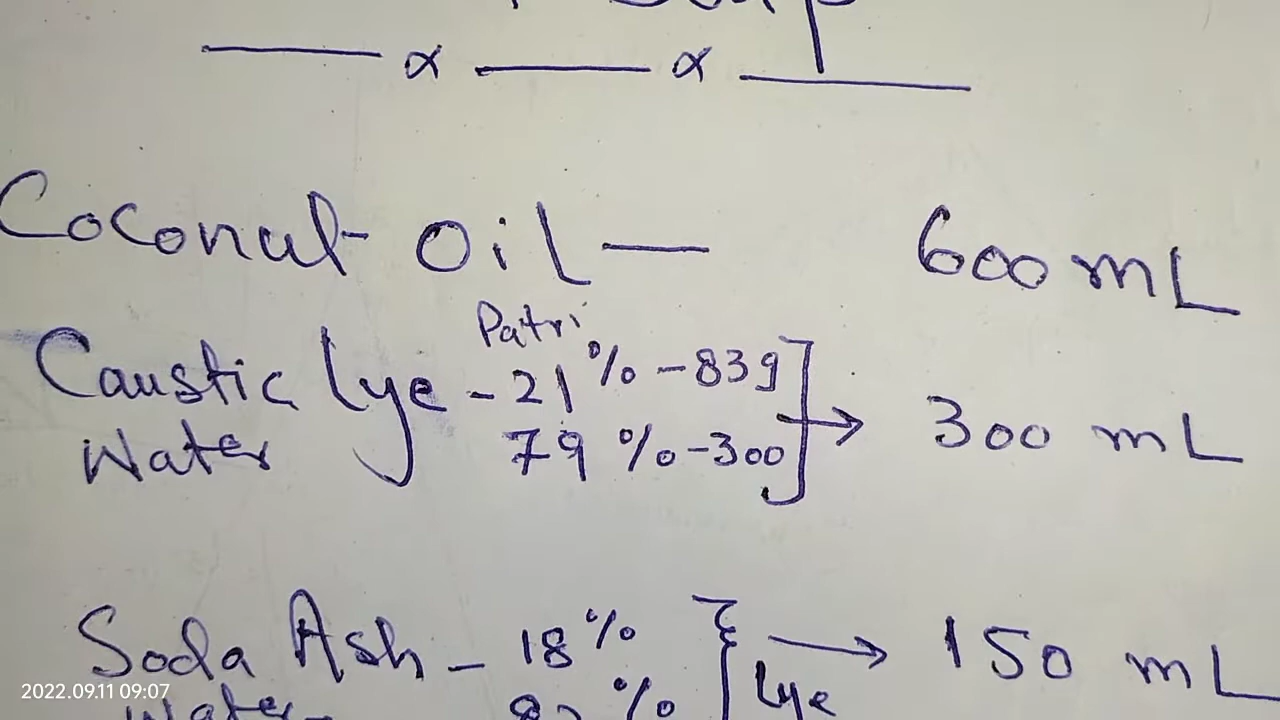 Coconut Oil — 600 mL
Patri
Caustic Lye - 21 % - 83g
Water 79 % - 300 → 300 mL
Soda Ash - 18 % → 150 mL
Water - % Lye
2022.09.11 09:07